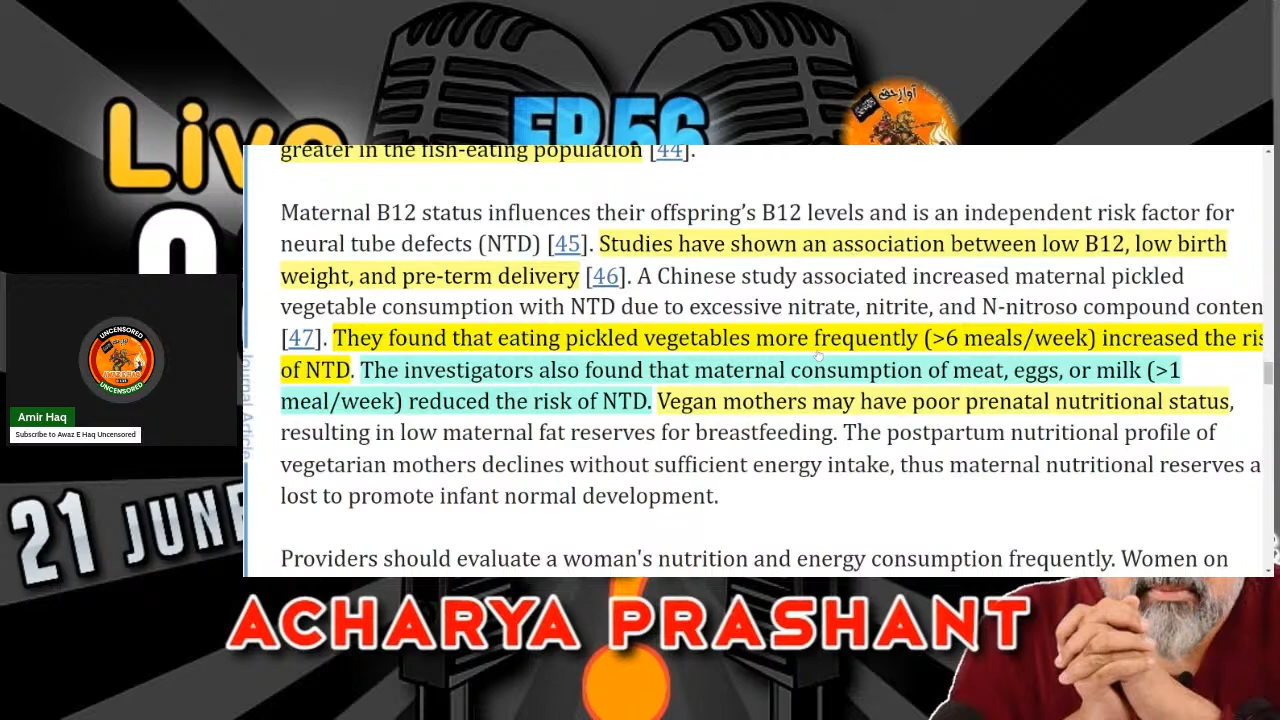 Live
EP 56
آوازِ حق
greater in the fish-eating population [44].
Maternal B12 status influences their offspring’s B12 levels and is an independent risk factor for
neural tube defects (NTD) [45]. Studies have shown an association between low B12, low birth
weight, and pre-term delivery [46]. A Chinese study associated increased maternal pickled
vegetable consumption with NTD due to excessive nitrate, nitrite, and N-nitroso compound conten
[47]. They found that eating pickled vegetables more frequently (>6 meals/week) increased the ris
of NTD. The investigators also found that maternal consumption of meat, eggs, or milk (>1
meal/week) reduced the risk of NTD. Vegan mothers may have poor prenatal nutritional status,
resulting in low maternal fat reserves for breastfeeding. The postpartum nutritional profile of
vegetarian mothers declines without sufficient energy intake, thus maternal nutritional reserves a
lost to promote infant normal development.
Providers should evaluate a woman's nutrition and energy consumption frequently. Women on
Journal Article
UNCENSORED
UNCENSORED
Amir Haq
Subscribe to Awaz E Haq Uncensored
21 JUNE
ACHARYA PRASHANT